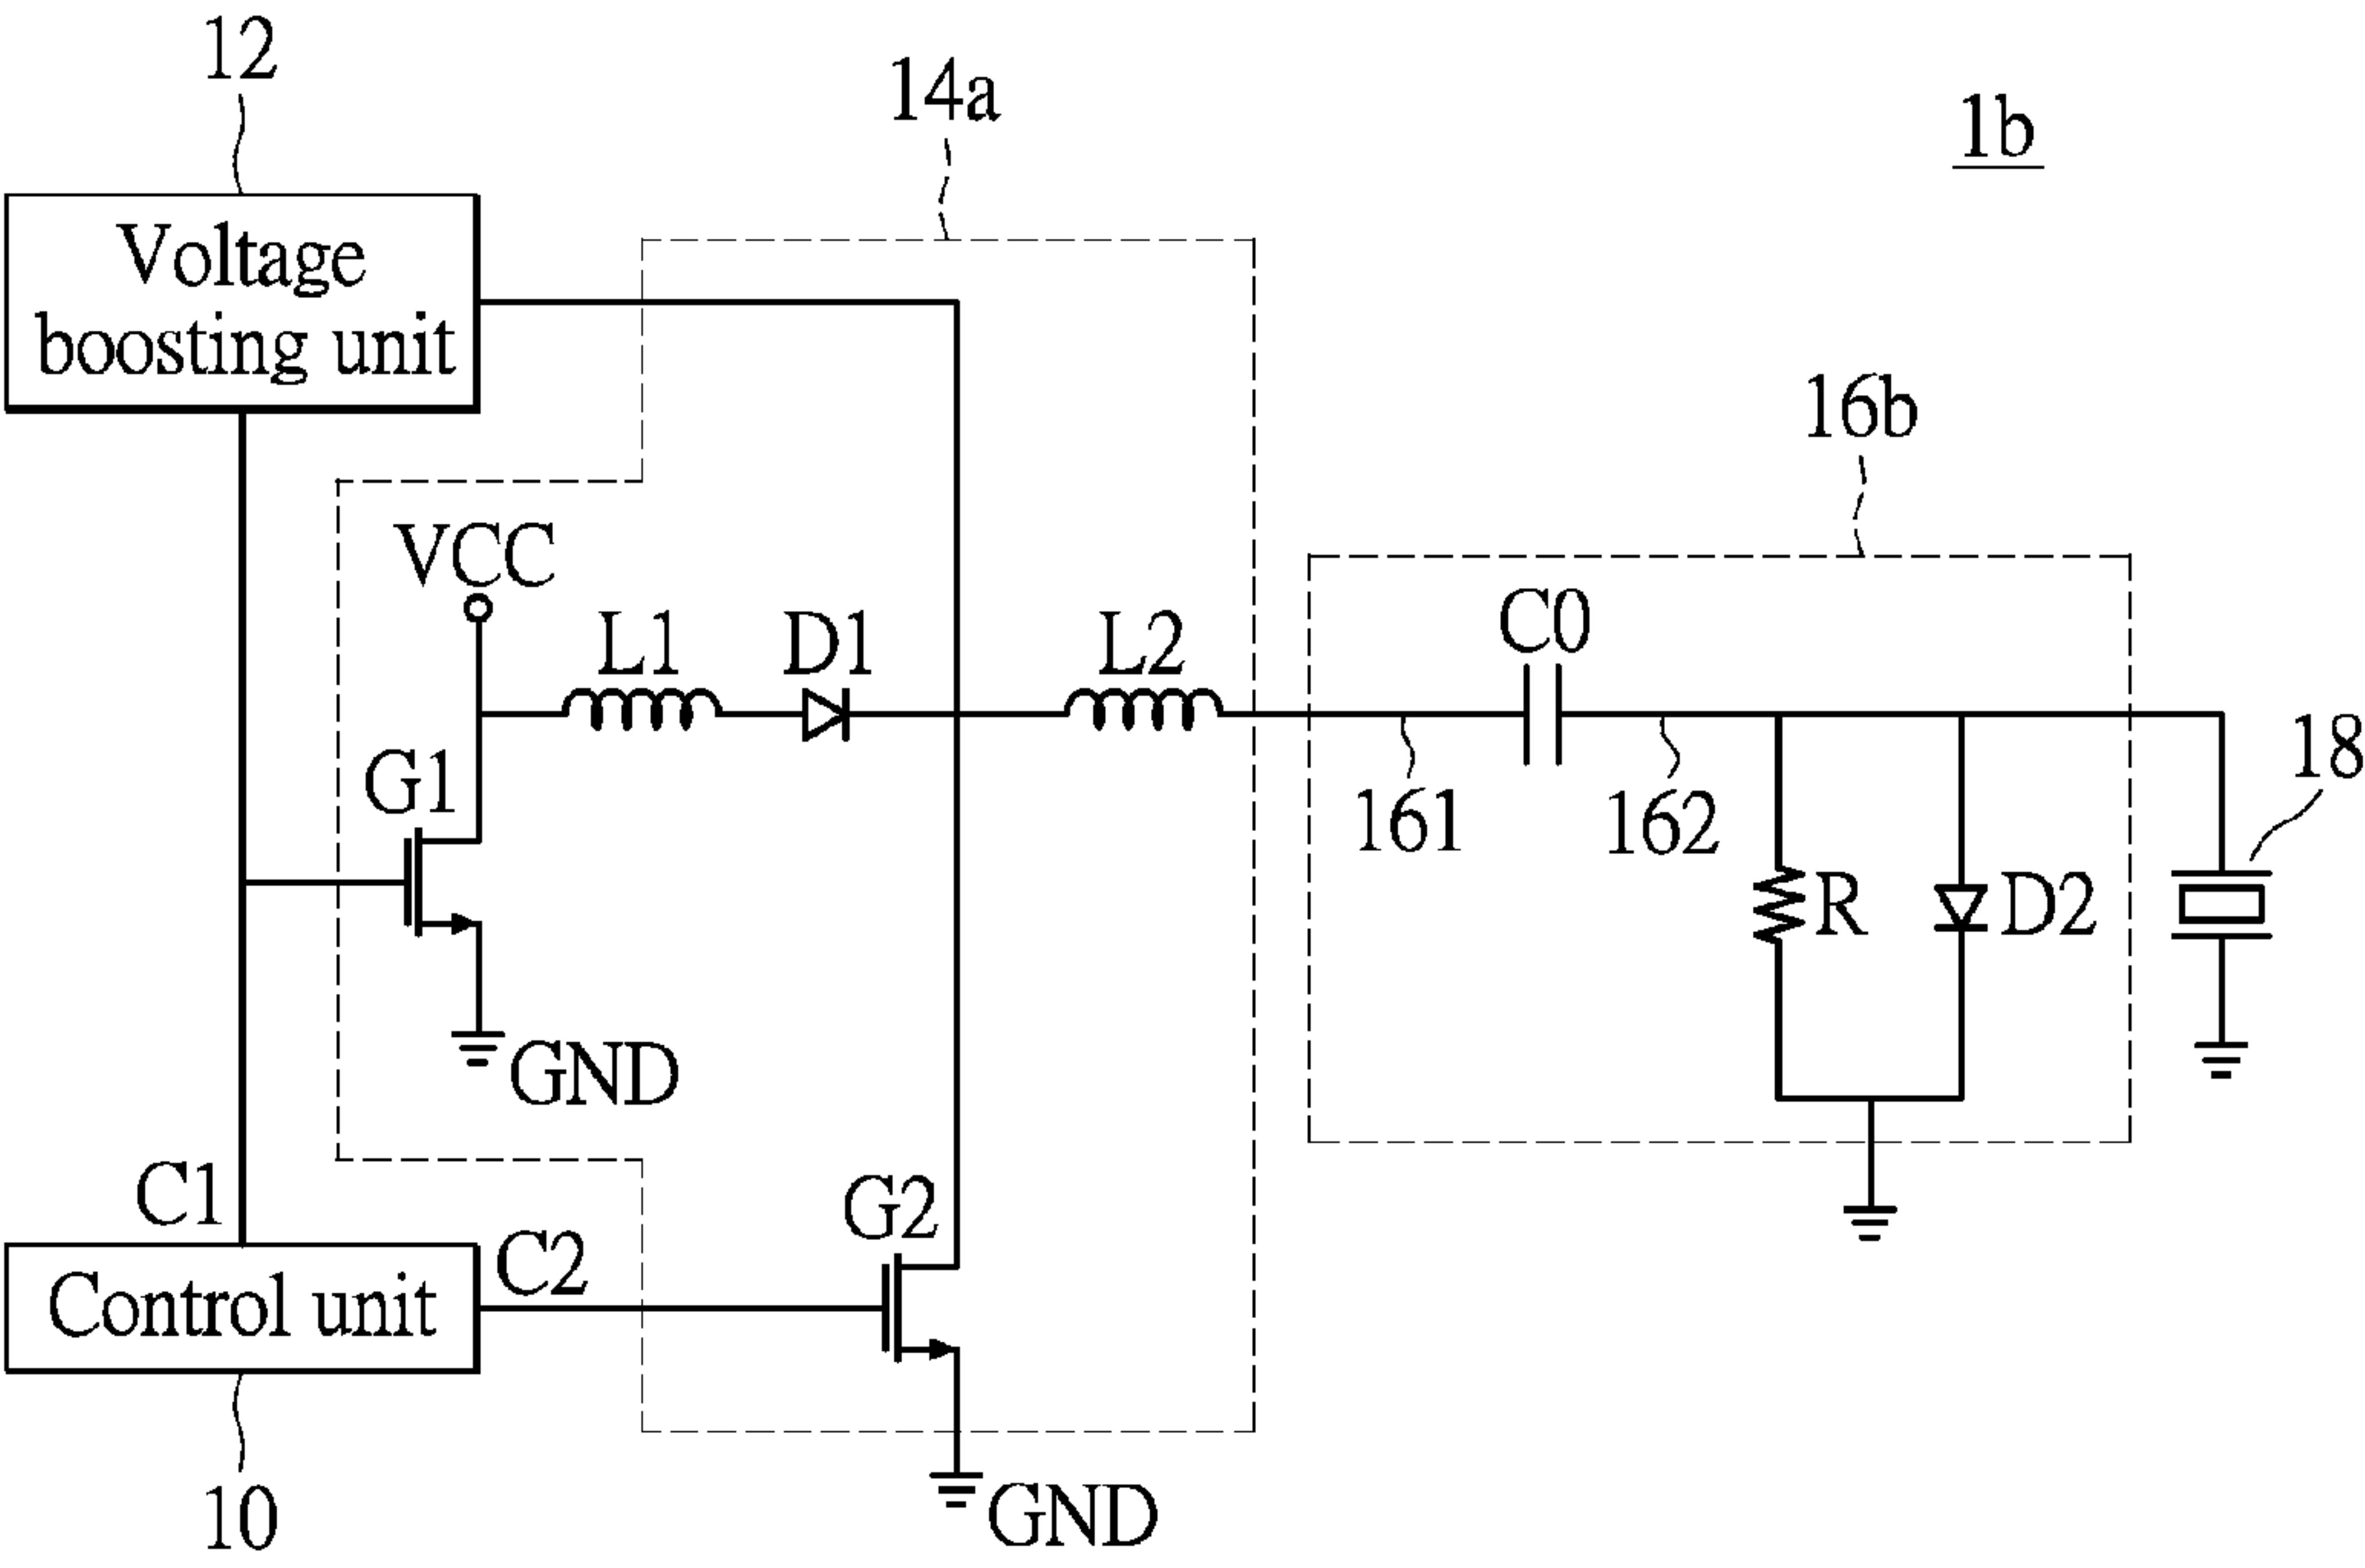 12
14a
1b
Voltage
boosting unit
16b
VCC
L1
D1
L2
C0
18
G1
161
162
R
D2
GND
C1
G2
C2
Control unit
10
GND